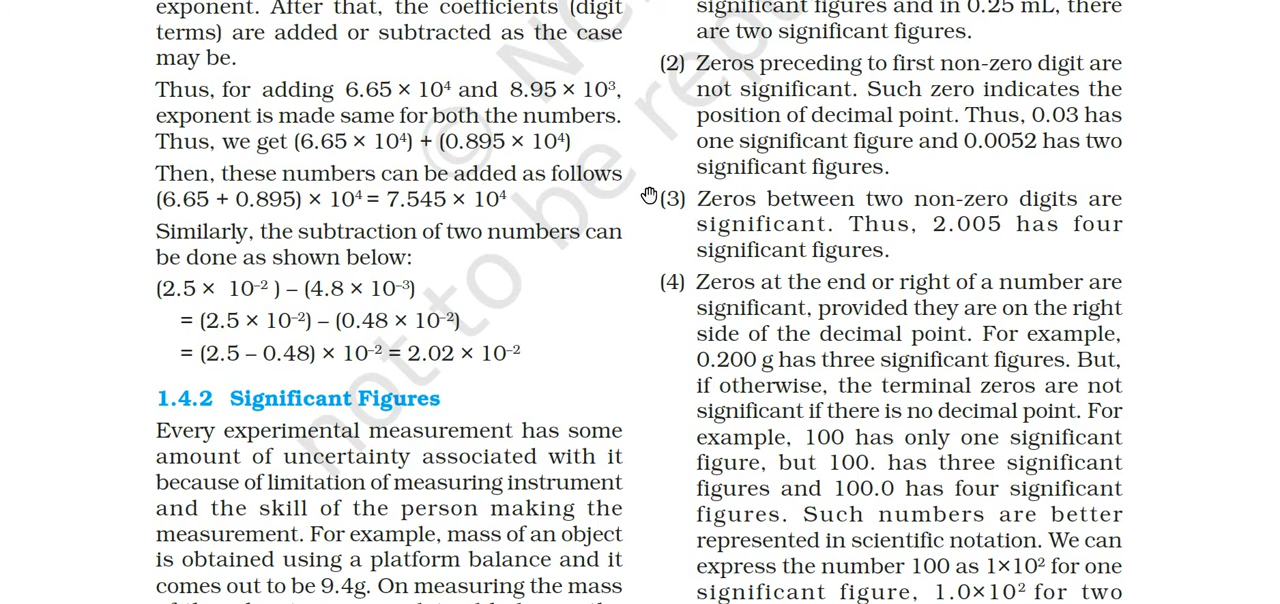 exponent. After that, the coefficients (digit
terms) are added or subtracted as the case
may be.
Thus, for adding 6.65 × 10⁴ and 8.95 × 10³,
exponent is made same for both the numbers.
Thus, we get (6.65 × 10⁴) + (0.895 × 10⁴)
Then, these numbers can be added as follows
(6.65 + 0.895) × 10⁴ = 7.545 × 10⁴
Similarly, the subtraction of two numbers can
be done as shown below:
(2.5 × 10⁻²) – (4.8 × 10⁻³)
= (2.5 × 10⁻²) – (0.48 × 10⁻²)
= (2.5 – 0.48) × 10⁻² = 2.02 × 10⁻²
1.4.2 Significant Figures
Every experimental measurement has some
amount of uncertainty associated with it
because of limitation of measuring instrument
and the skill of the person making the
measurement. For example, mass of an object
is obtained using a platform balance and it
comes out to be 9.4g. On measuring the mass
significant figures and in 0.25 mL, there
are two significant figures.
(2) Zeros preceding to first non-zero digit are
not significant. Such zero indicates the
position of decimal point. Thus, 0.03 has
one significant figure and 0.0052 has two
significant figures.
(3) Zeros between two non-zero digits are
significant. Thus, 2.005 has four
significant figures.
(4) Zeros at the end or right of a number are
significant, provided they are on the right
side of the decimal point. For example,
0.200 g has three significant figures. But,
if otherwise, the terminal zeros are not
significant if there is no decimal point. For
example, 100 has only one significant
figure, but 100. has three significant
figures and 100.0 has four significant
figures. Such numbers are better
represented in scientific notation. We can
express the number 100 as 1×10² for one
significant figure, 1.0×10² for two
not to be